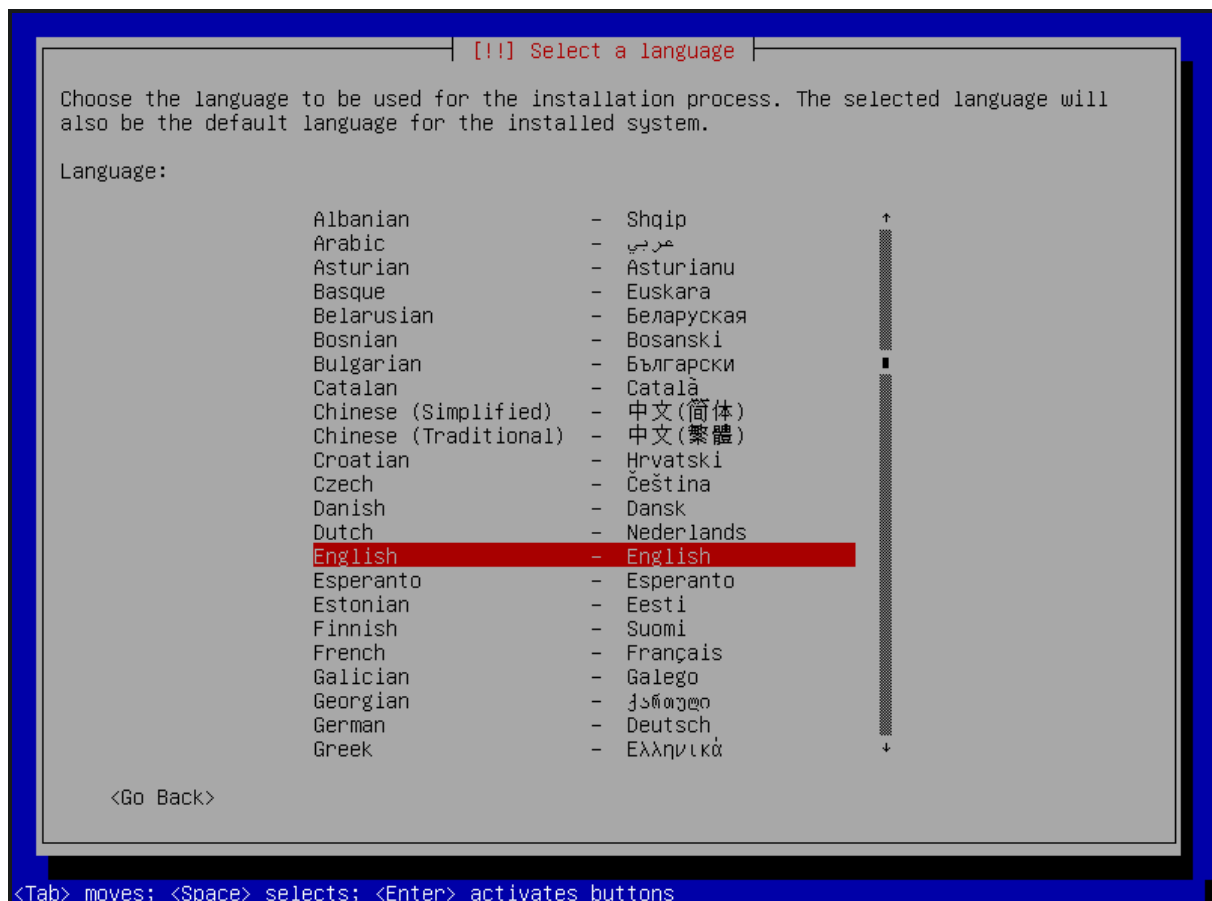 [!!] Select a language
Choose the language to be used for the installation process. The selected language will
also be the default language for the installed system.
Language:
Albanian - Shqip
Arabic - عربي
Asturian - Asturianu
Basque - Euskara
Belarusian - Беларуская
Bosnian - Bosanski
Bulgarian - Български
Catalan - Català
Chinese (Simplified) - 中文(简体)
Chinese (Traditional) - 中文(繁體)
Croatian - Hrvatski
Czech - Čeština
Danish - Dansk
Dutch - Nederlands
English - English
Esperanto - Esperanto
Estonian - Eesti
Finnish - Suomi
French - Français
Galician - Galego
Georgian - ქართული
German - Deutsch
Greek - Ελληνικά
<Go Back>
<Tab> moves; <Space> selects; <Enter> activates buttons